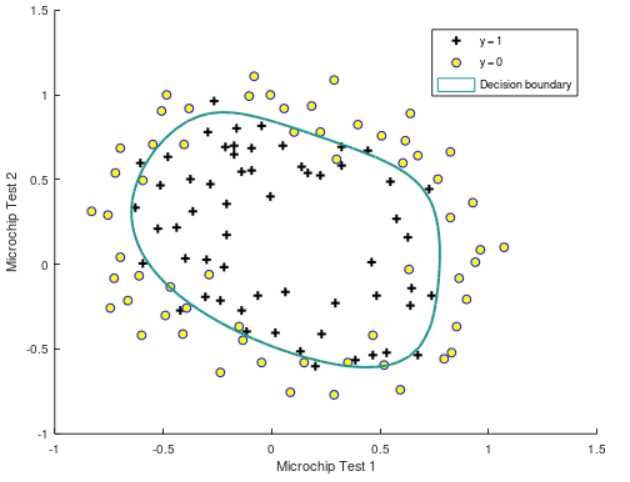 1.5
y = 1
y = 0
Decision boundary
1
0.5
0
-0.5
-1
Microchip Test 2
-1 -0.5 0 0.5 1 1.5
Microchip Test 1